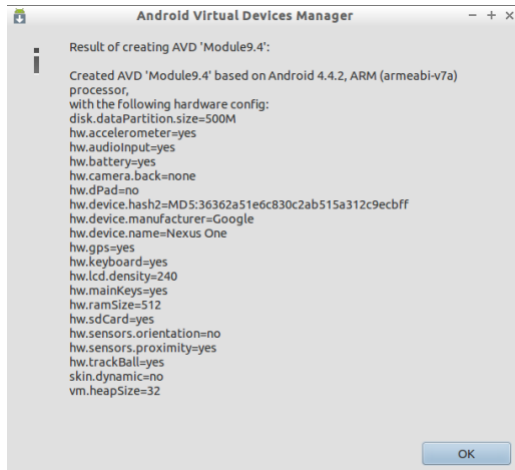 Android Virtual Devices Manager
Result of creating AVD 'Module9.4':
Created AVD 'Module9.4' based on Android 4.4.2, ARM (armeabi-v7a)
processor,
with the following hardware config:
disk.dataPartition.size=500M
hw.accelerometer=yes
hw.audioInput=yes
hw.battery=yes
hw.camera.back=none
hw.dPad=no
hw.device.hash2=MD5:36362a51e6c830c2ab515a312c9ecbff
hw.device.manufacturer=Google
hw.device.name=Nexus One
hw.gps=yes
hw.keyboard=yes
hw.lcd.density=240
hw.mainKeys=yes
hw.ramSize=512
hw.sdCard=yes
hw.sensors.orientation=no
hw.sensors.proximity=yes
hw.trackBall=yes
skin.dynamic=no
vm.heapSize=32
OK